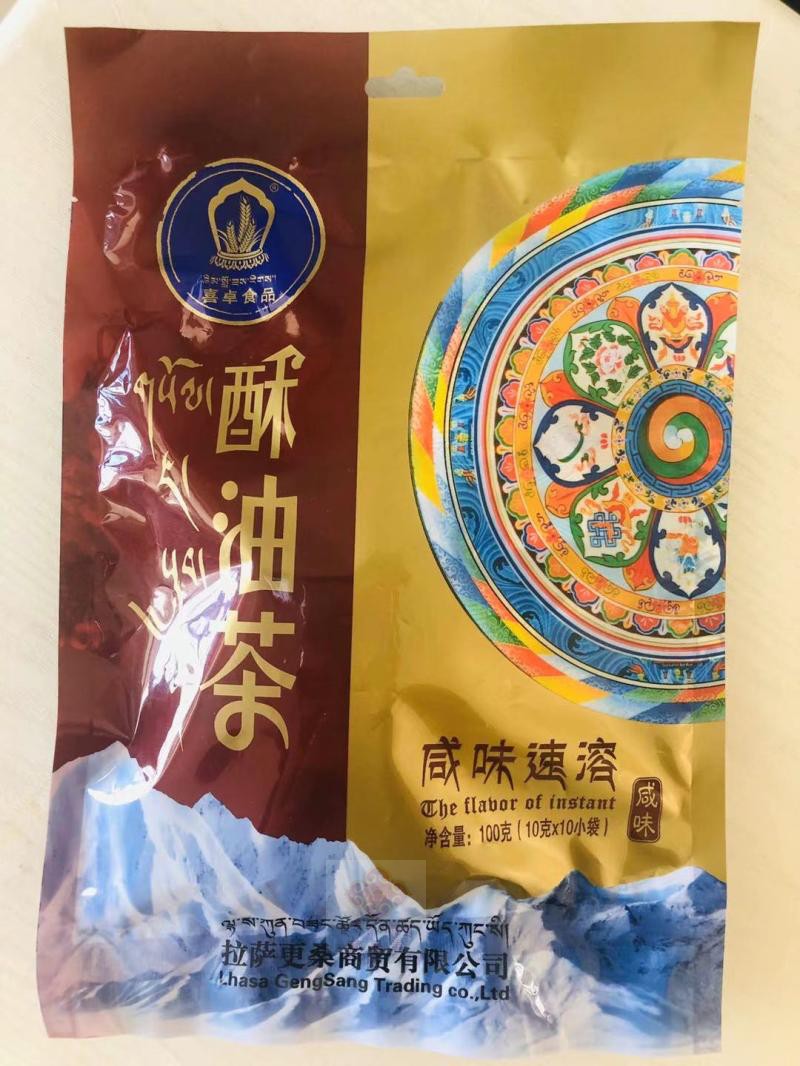 喜卓食品
酥油茶
咸味速溶
The flavor of instant
咸味
净含量：100克（10克x10小袋）
拉萨更桑商贸有限公司
Lhasa GengSang Trading co.,Ltd